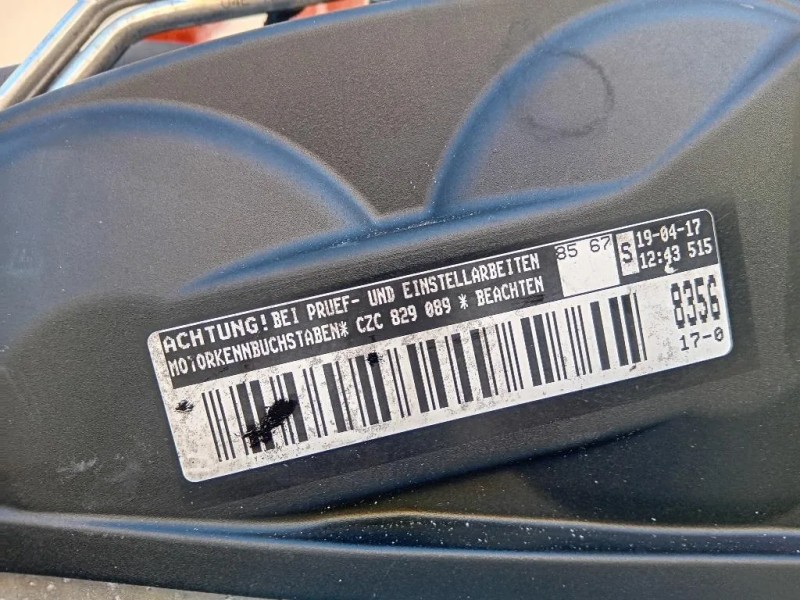 ACHTUNG! BEI PRUEF- UND EINSTELLARBEITEN
MOTORKENNBUCHSTABEN* CZC 829 089 * BEACHTEN
85 67
S
19-04-17
12:43 515
8356
17-0